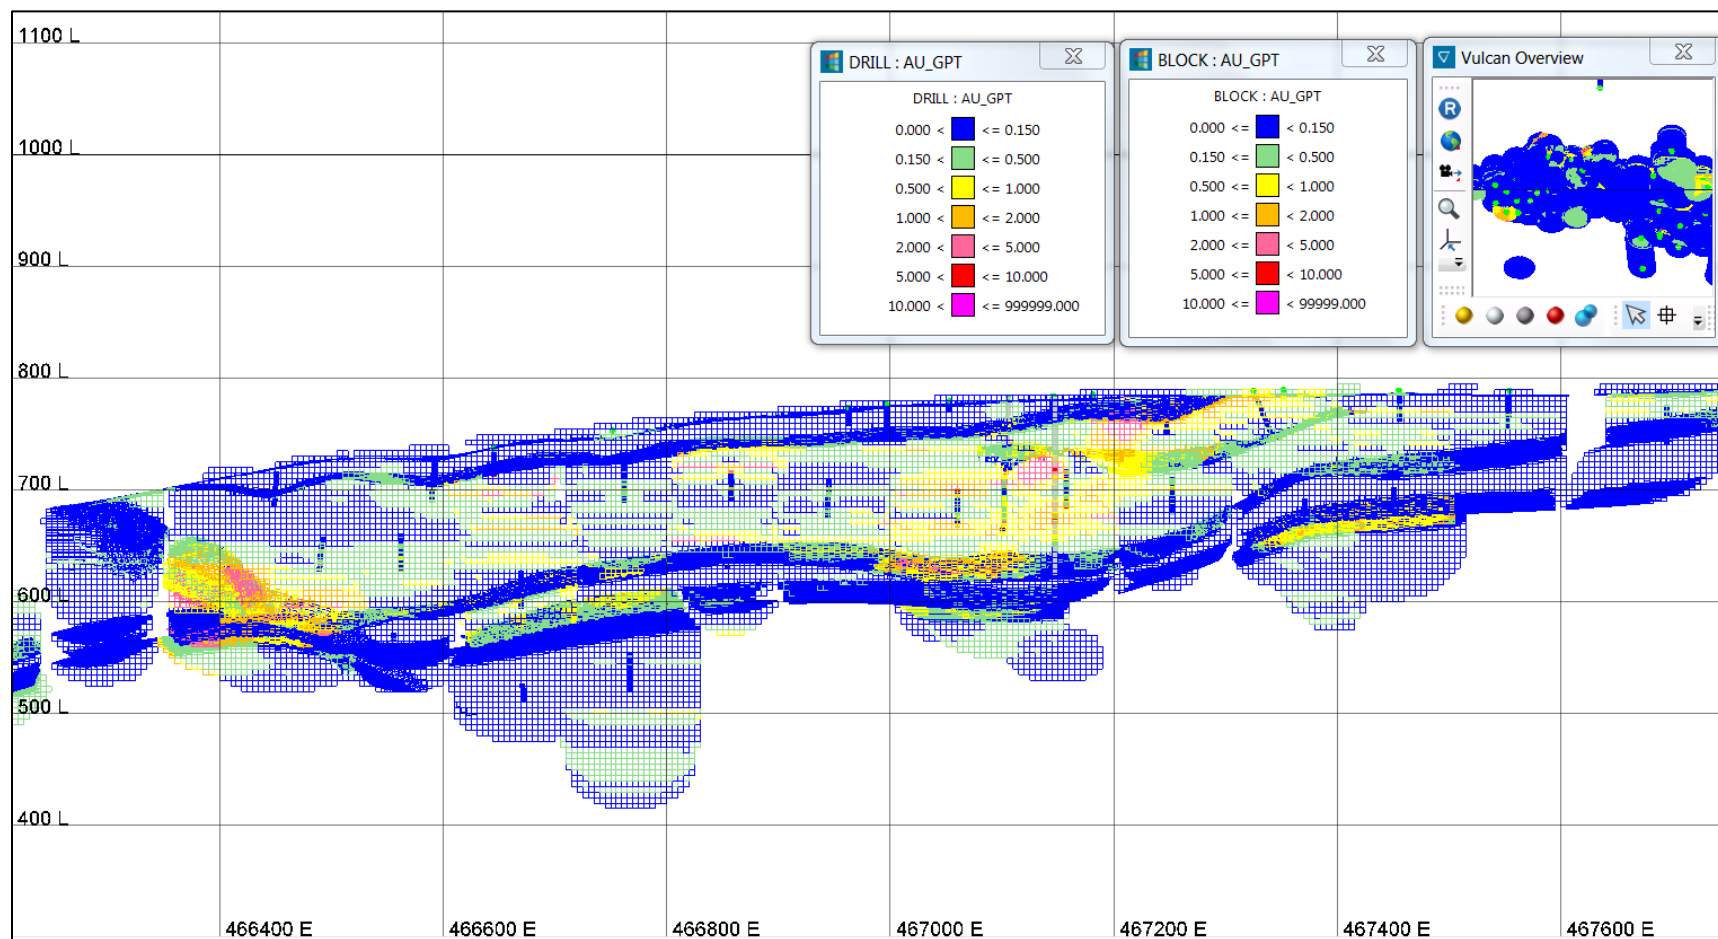 1100 L
1000 L
900 L
800 L
700 L
600 L
500 L
400 L
466400 E
466600 E
466800 E
467000 E
467200 E
467400 E
467600 E
DRILL : AU_GPT
DRILL : AU_GPT
0.000 < <= 0.150
0.150 < <= 0.500
0.500 < <= 1.000
1.000 < <= 2.000
2.000 < <= 5.000
5.000 < <= 10.000
10.000 < <= 999999.000
BLOCK : AU_GPT
BLOCK : AU_GPT
0.000 <= < 0.150
0.150 <= < 0.500
0.500 <= < 1.000
1.000 <= < 2.000
2.000 <= < 5.000
5.000 <= < 10.000
10.000 <= < 99999.000
Vulcan Overview
R